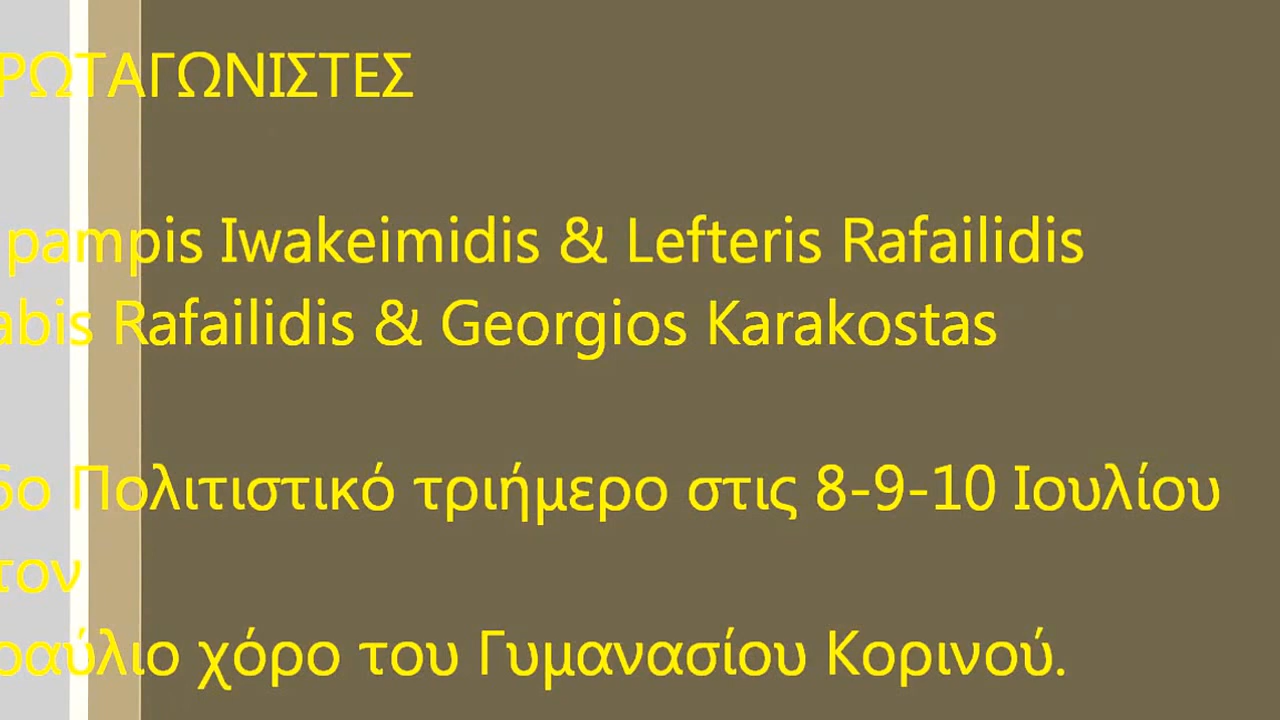 ΡΩΤΑΓΩΝΙΣΤΕΣ
pampis Iwakeimidis & Lefteris Rafailidis
abis Rafailidis & Georgios Karakostas
6ο Πολιτιστικό τριήμερο στις 8-9-10 Ιουλίου
τον
ραύλιο χόρο του Γυμανασίου Κορινού.